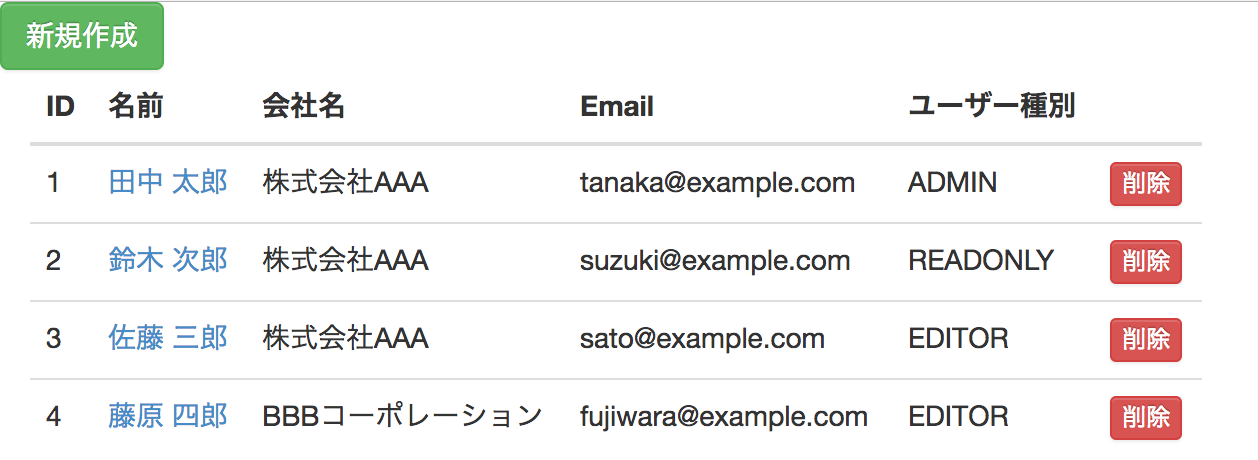 新規作成
ID 名前 会社名 Email ユーザー種別
1 田中 太郎 株式会社AAA tanaka@example.com ADMIN 削除
2 鈴木 次郎 株式会社AAA suzuki@example.com READONLY 削除
3 佐藤 三郎 株式会社AAA sato@example.com EDITOR 削除
4 藤原 四郎 BBBコーポレーション fujiwara@example.com EDITOR 削除